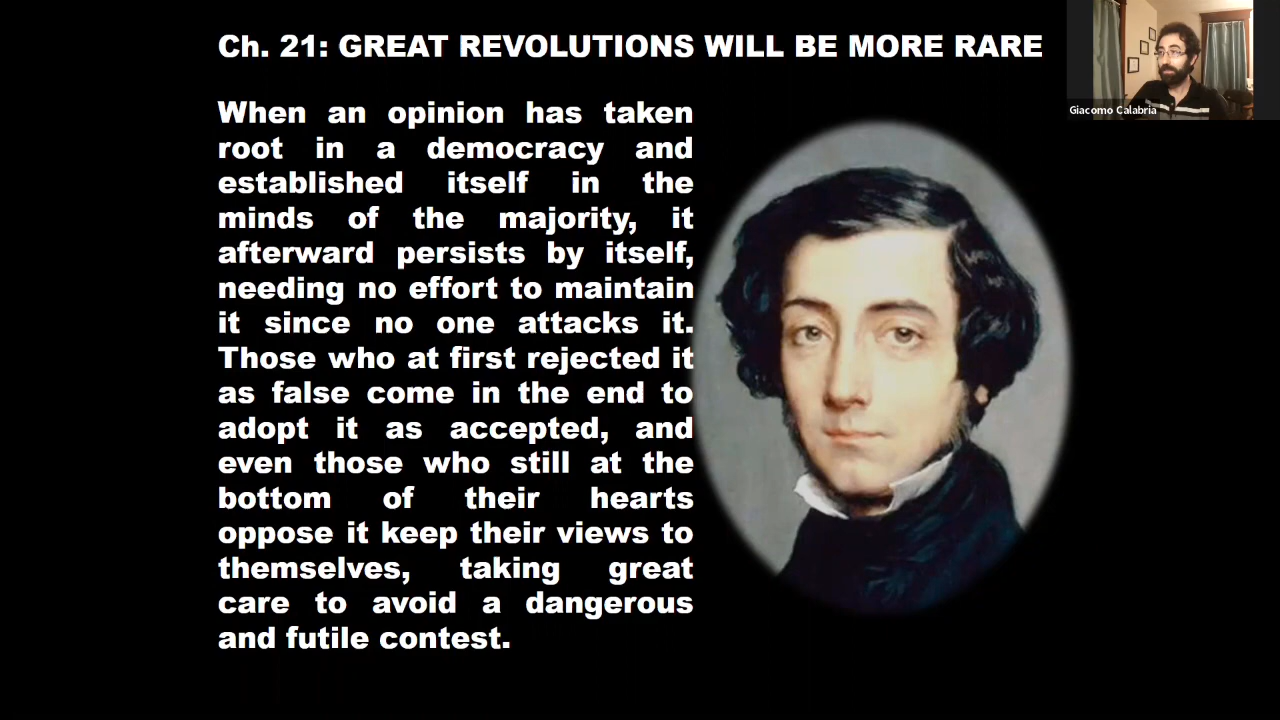 Ch. 21: GREAT REVOLUTIONS WILL BE MORE RARE
Giacomo Calabria
When an opinion has taken
root in a democracy and
established itself in the
minds of the majority, it
afterward persists by itself,
needing no effort to maintain
it since no one attacks it.
Those who at first rejected it
as false come in the end to
adopt it as accepted, and
even those who still at the
bottom of their hearts
oppose it keep their views to
themselves, taking great
care to avoid a dangerous
and futile contest.